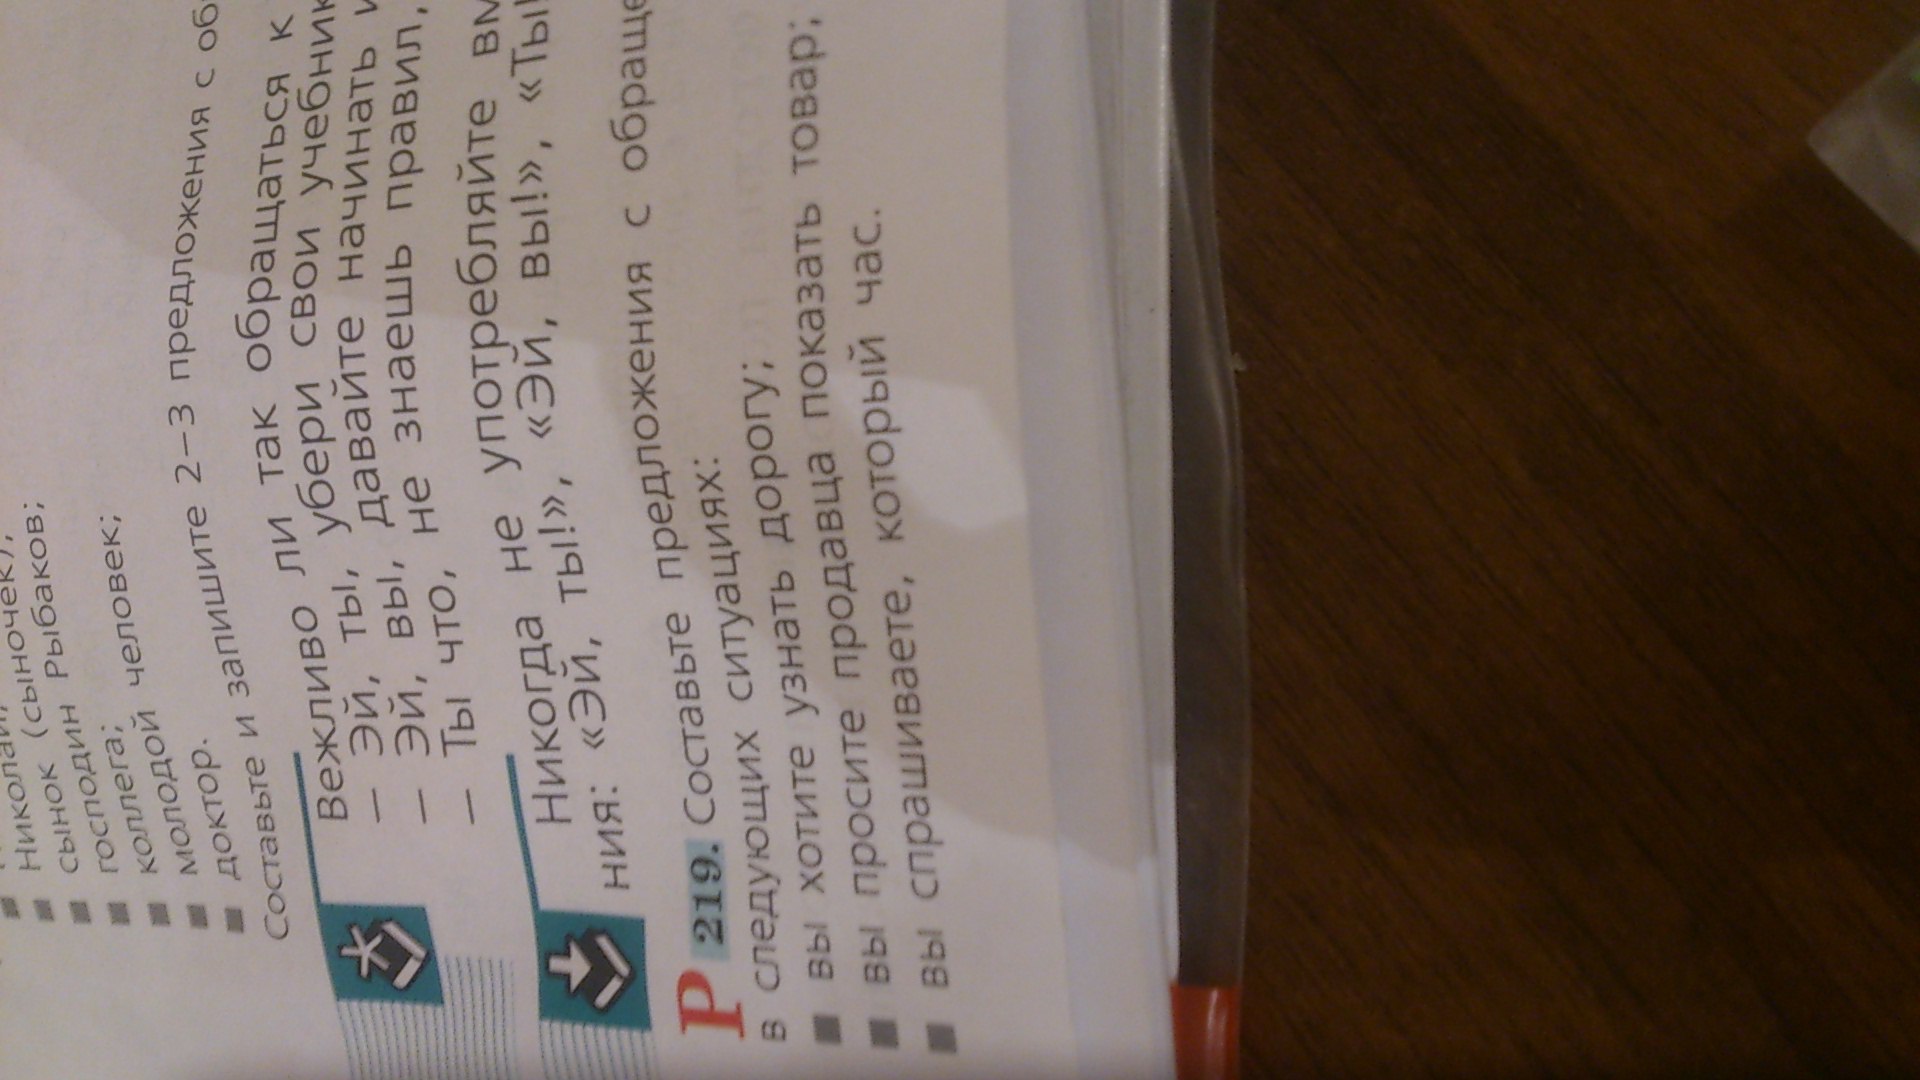 Николай,
сынок (сыночек),
господин Рыбаков;
коллега;
молодой человек;
доктор.
Составьте и запишите 2–3 предложения с об
Вежливо ли так обращаться к
– Эй, ты, убери свои учебник
– Эй, вы, давайте начинать и
– Ты что, не знаешь правил,
Никогда не употребляйте вм
ния: «Эй, ты!», «Эй, вы!», «Ты
Р 219. Составьте предложения с обраще
в следующих ситуациях:
вы хотите узнать дорогу;
вы просите продавца показать товар;
вы спрашиваете, который час.